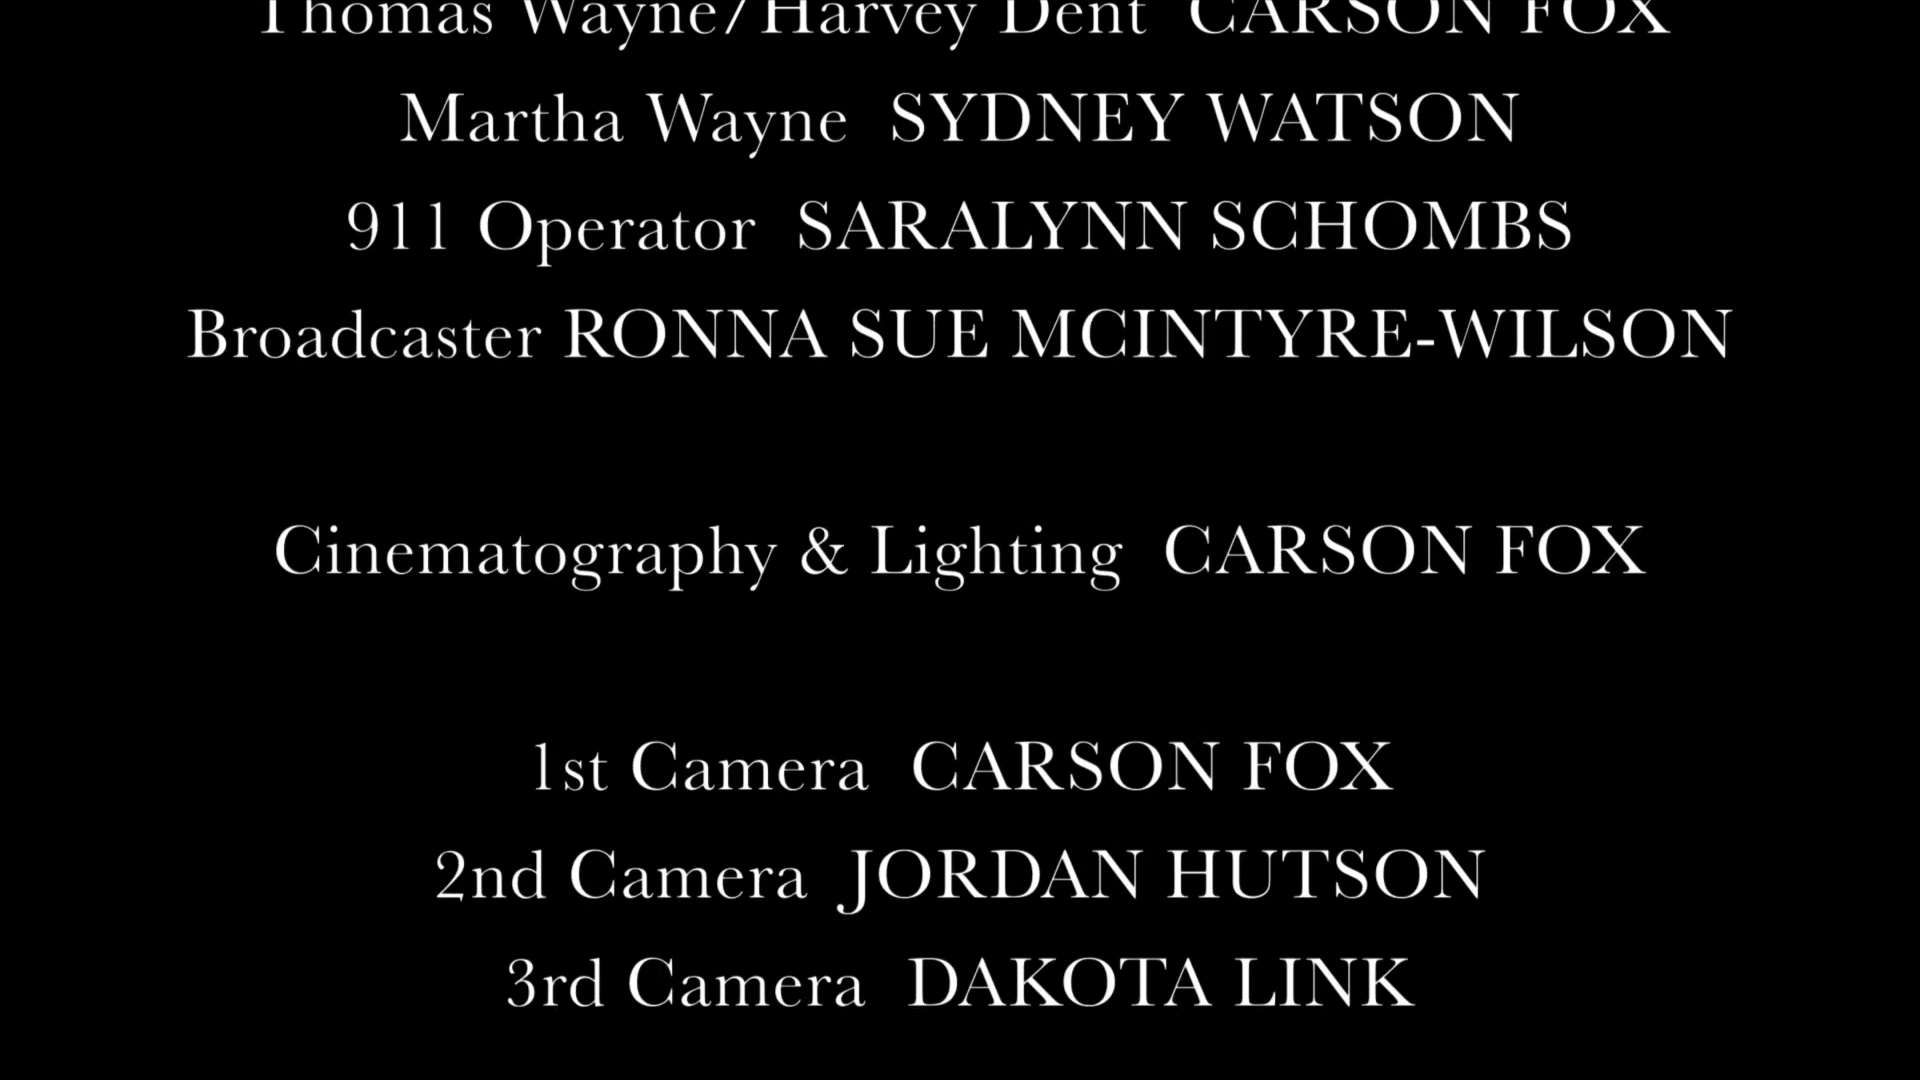 Thomas Wayne/Harvey Dent CARSON FOX
Martha Wayne SYDNEY WATSON
911 Operator SARALYNN SCHOMBS
Broadcaster RONNA SUE MCINTYRE-WILSON
Cinematography & Lighting CARSON FOX
1st Camera CARSON FOX
2nd Camera JORDAN HUTSON
3rd Camera DAKOTA LINK